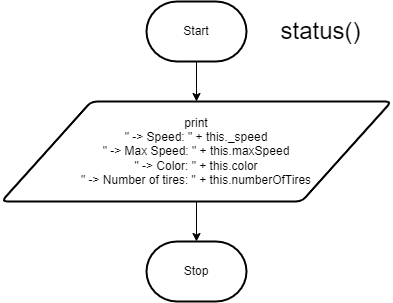 Start
status()
print
" -> Speed: " + this._speed
" -> Max Speed: " + this.maxSpeed
" -> Color: " + this.color
" -> Number of tires: " + this.numberOfTires
Stop